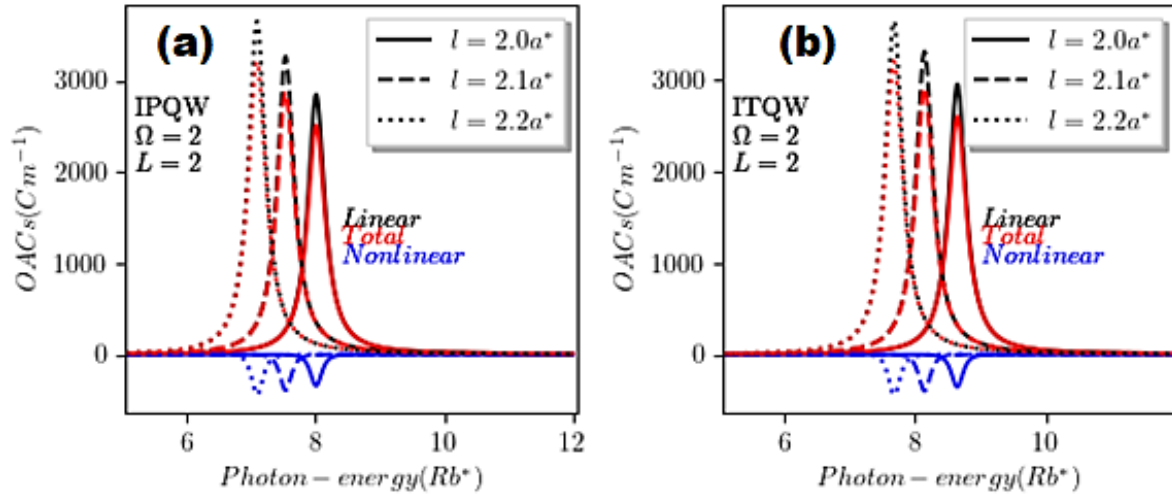 (a)
l = 2.0a*
l = 2.1a*
l = 2.2a*
IPQW
Ω = 2
L = 2
Linear
Total
Nonlinear
3000
2000
1000
0
OACs(Cm⁻¹)
6 8 10 12
Photon − energy(Rb*)
(b)
l = 2.0a*
l = 2.1a*
l = 2.2a*
ITQW
Ω = 2
L = 2
Linear
Total
Nonlinear
3000
2000
1000
0
OACs(Cm⁻¹)
6 8 10
Photon − energy(Rb*)